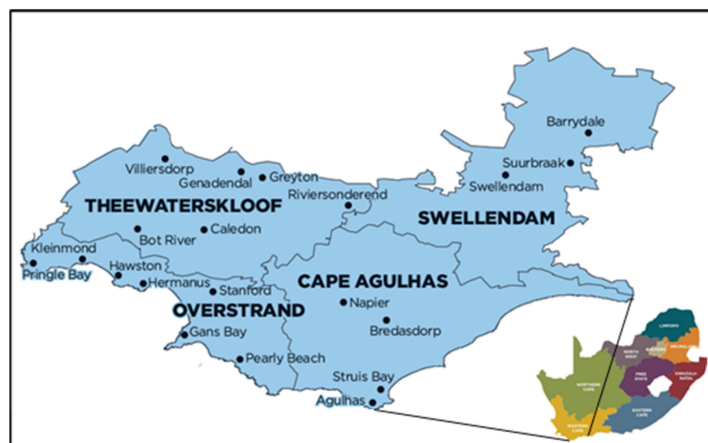 Barrydale
Villiersdorp
Suurbraak
Genadendal
Greyton
Swellendam
Riviersonderend
THEEWATERSKLOOF
SWELLENDAM
Bot River
Caledon
Kleinmond
Hawston
Pringle Bay
CAPE AGULHAS
Hermanus
Stanford
OVERSTRAND
Napier
Bredasdorp
Gans Bay
Pearly Beach
Struis Bay
Agulhas
LIMPOPO
NORTH
WEST
FREE
STATE
KWAZULU-
NATAL
NORTHERN
CAPE
EASTERN
CAPE
WESTERN
CAPE